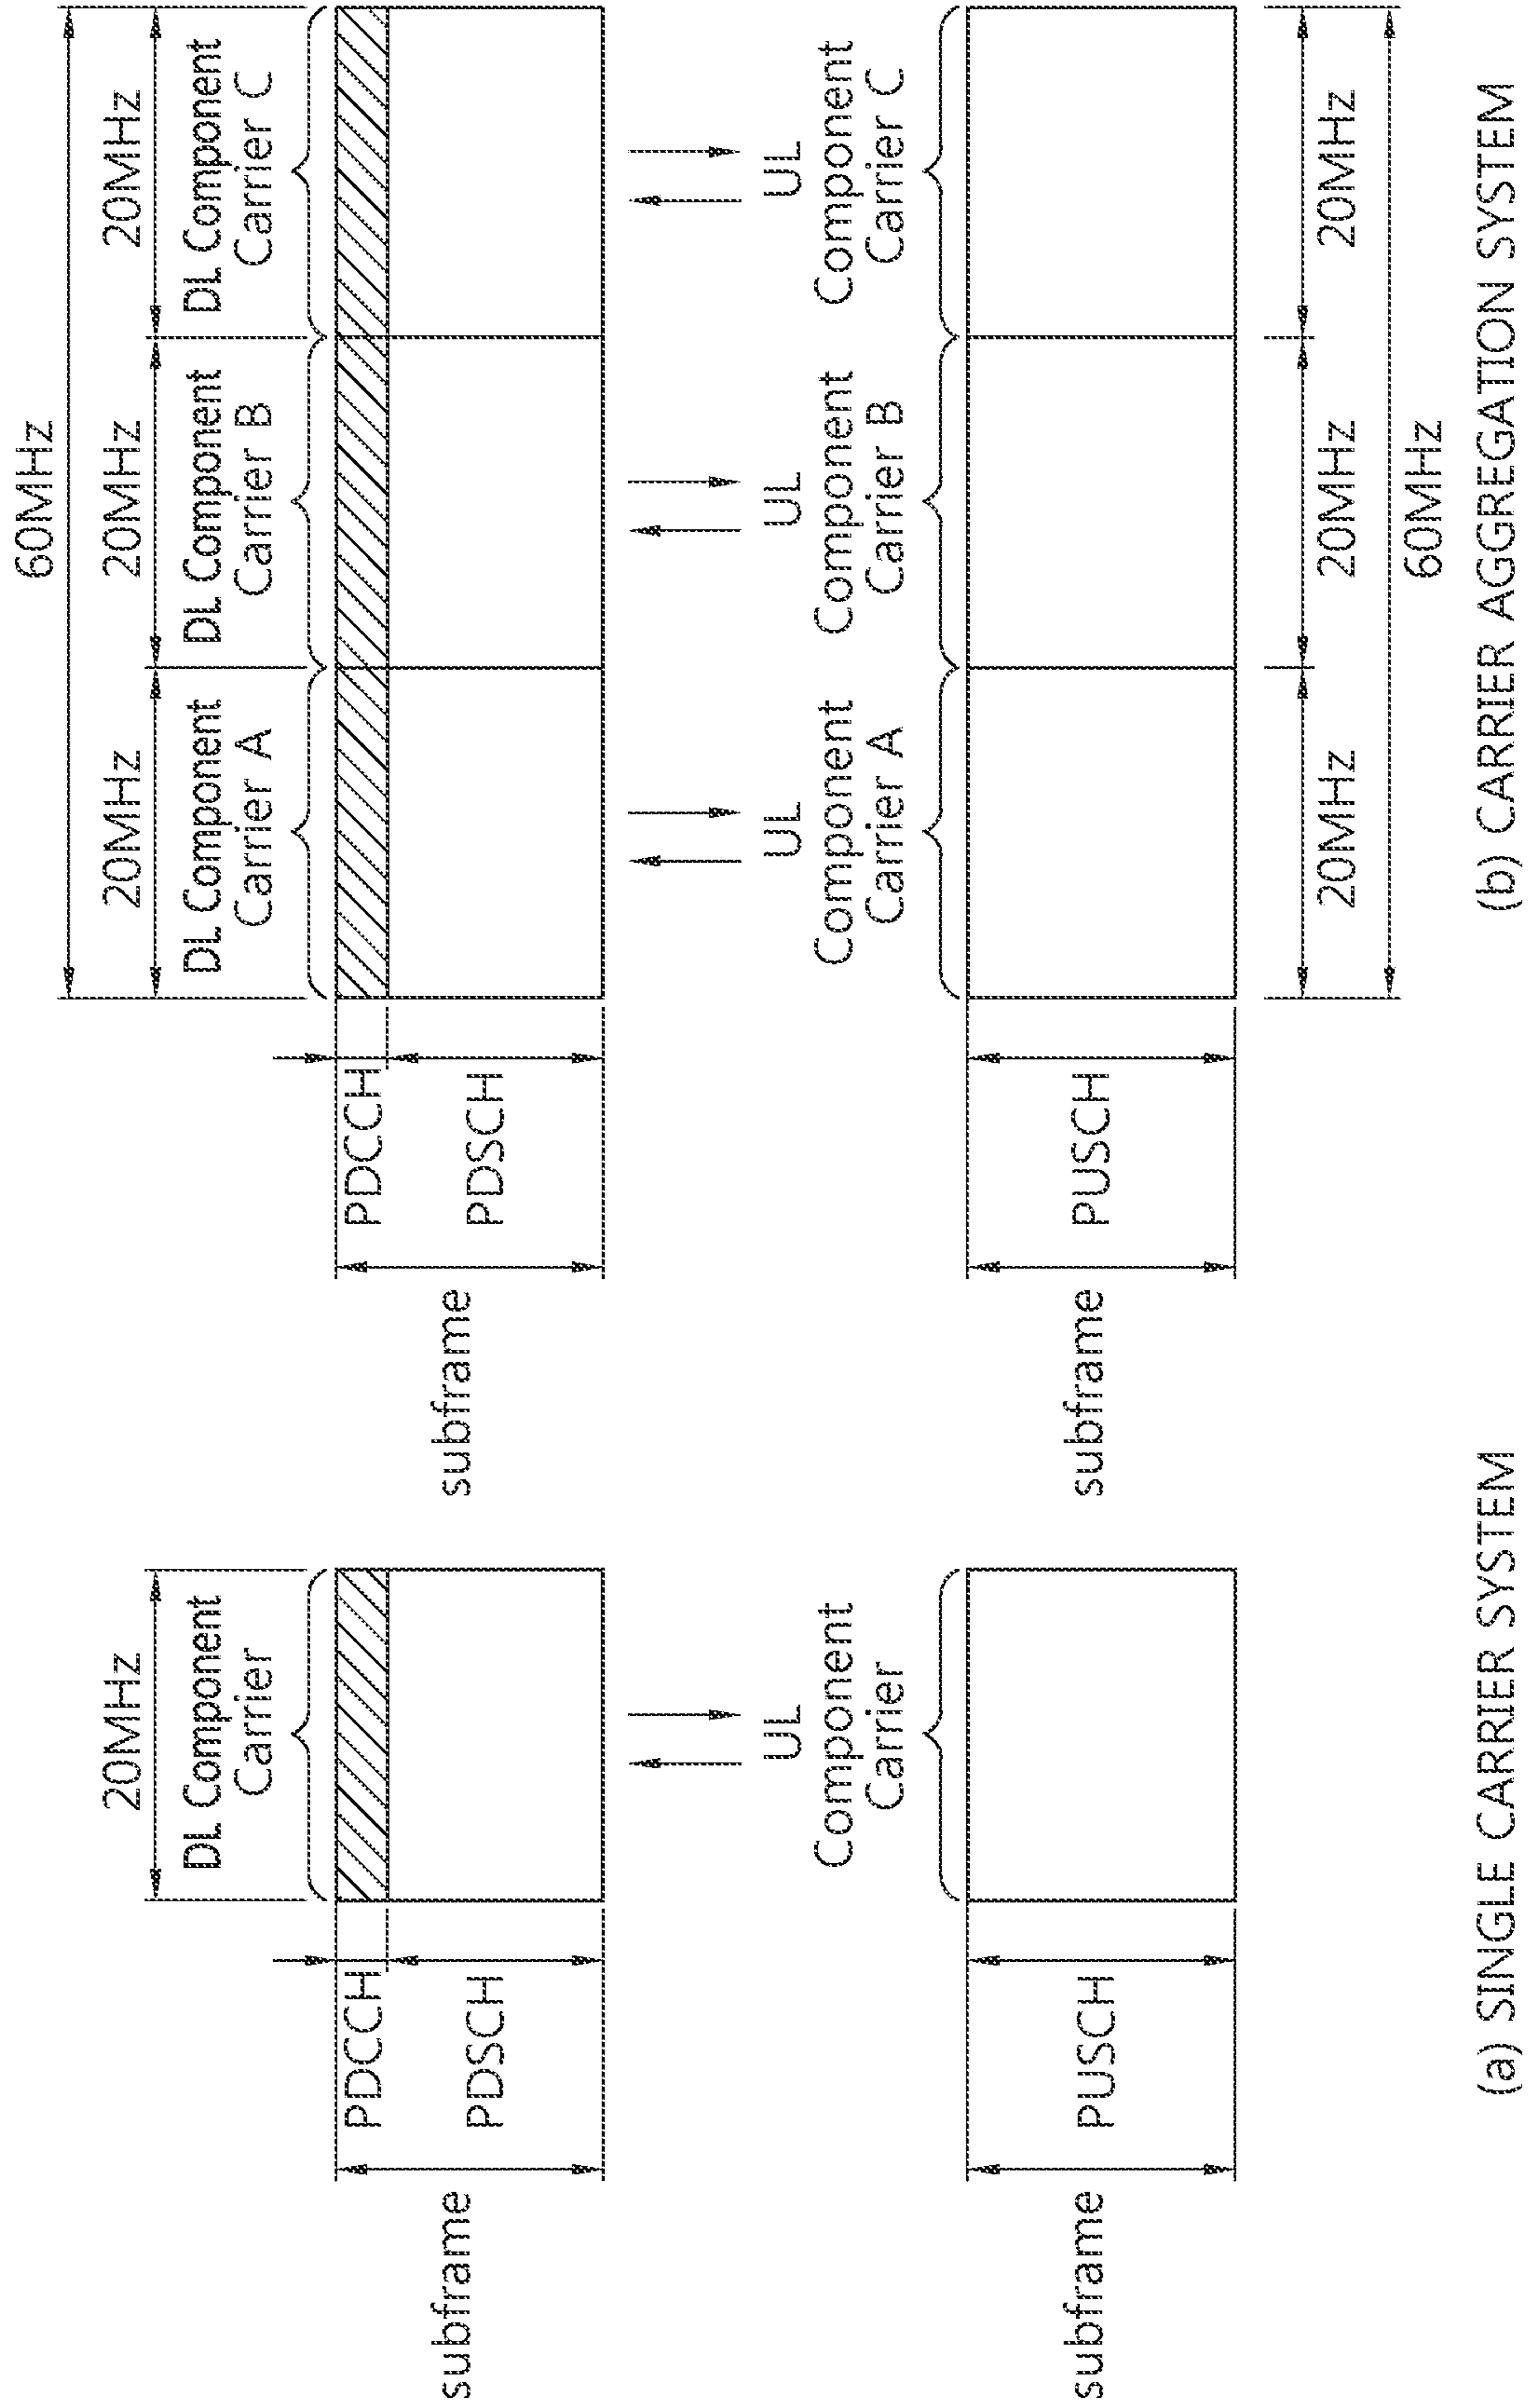 20MHz
DL Component
Carrier
PDCCH
PDSCH
subframe
UL
Component
Carrier
PUSCH
subframe
(a) SINGLE CARRIER SYSTEM
60MHz
20MHz
20MHz
20MHz
DL Component
Carrier A
DL Component
Carrier B
DL Component
Carrier C
PDCCH
PDSCH
subframe
UL
Component
Carrier A
UL
Component
Carrier B
UL
Component
Carrier C
PUSCH
subframe
20MHz
20MHz
20MHz
60MHz
(b) CARRIER AGGREGATION SYSTEM